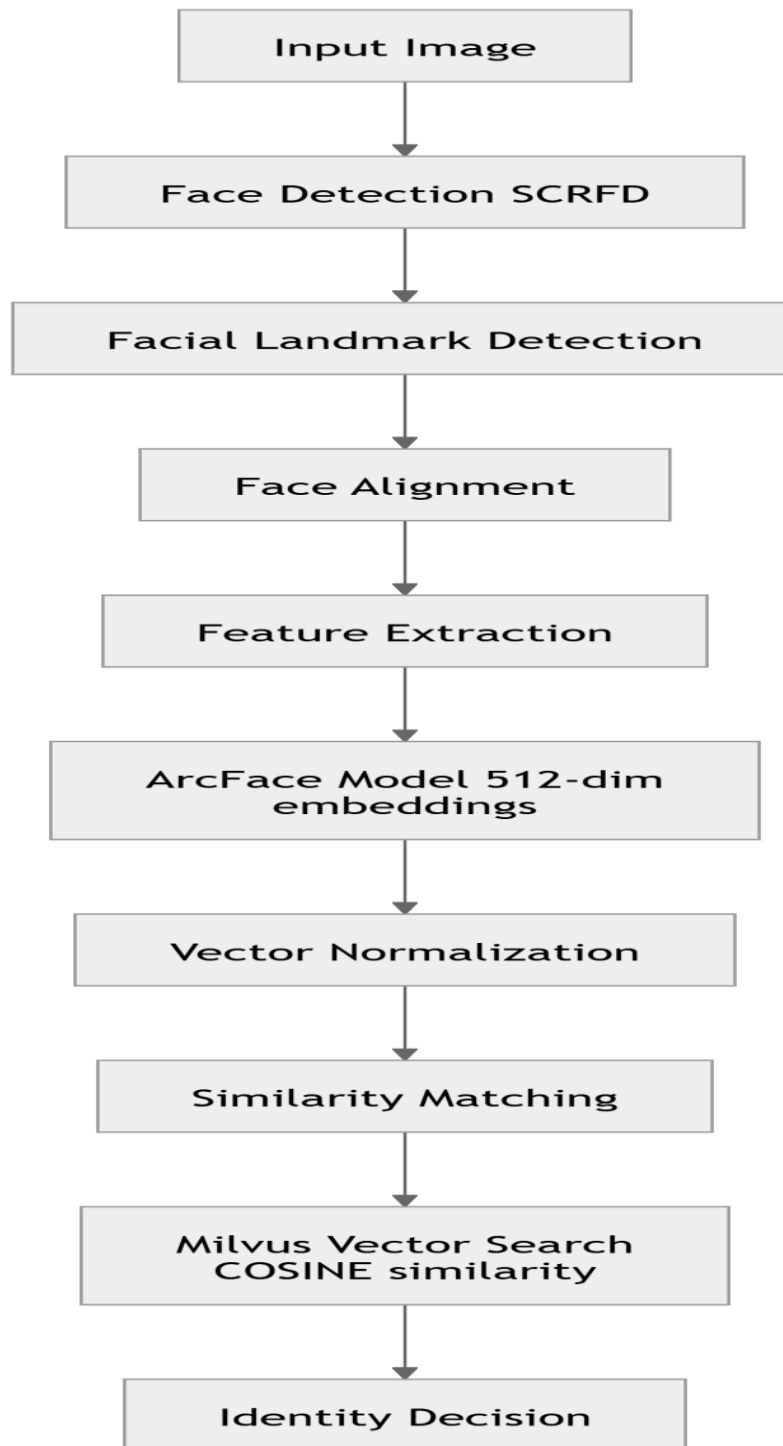 Input Image
Face Detection SCRFD
Facial Landmark Detection
Face Alignment
Feature Extraction
ArcFace Model 512-dim
embeddings
Vector Normalization
Similarity Matching
Milvus Vector Search
COSINE similarity
Identity Decision